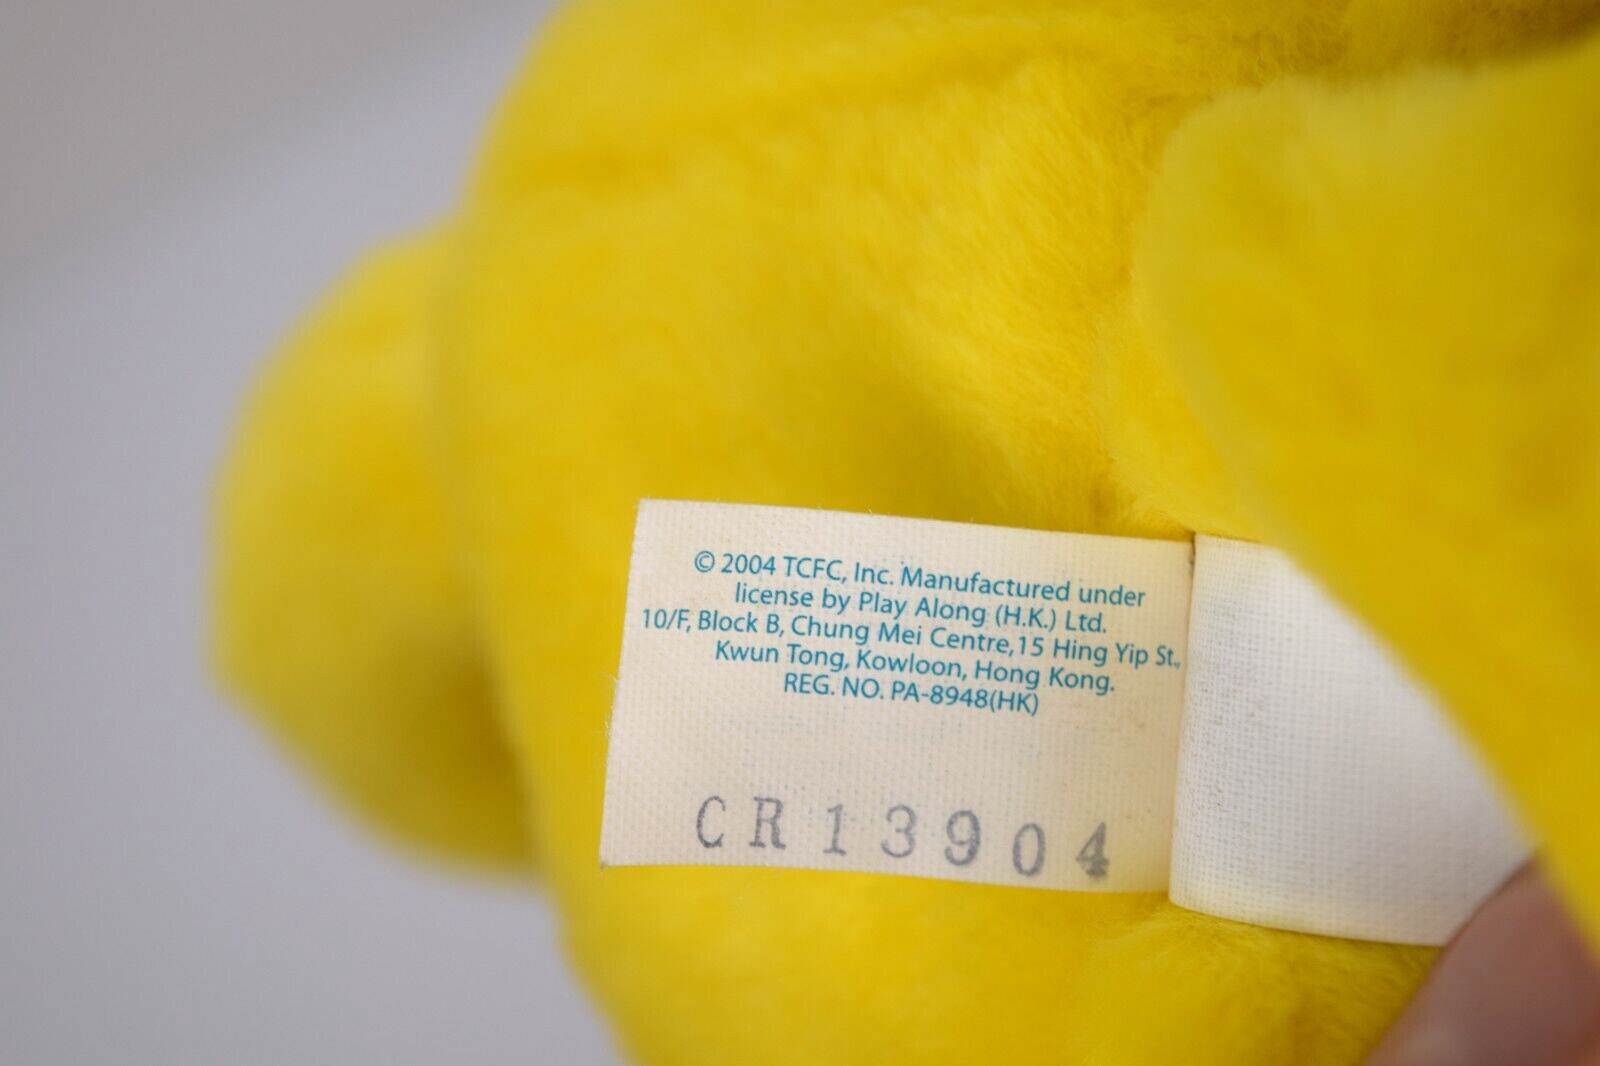 © 2004 TCFC, Inc. Manufactured under
license by Play Along (H.K.) Ltd.
10/F, Block B, Chung Mei Centre,15 Hing Yip St.,
Kwun Tong, Kowloon, Hong Kong.
REG. NO. PA-8948(HK)
CR13904